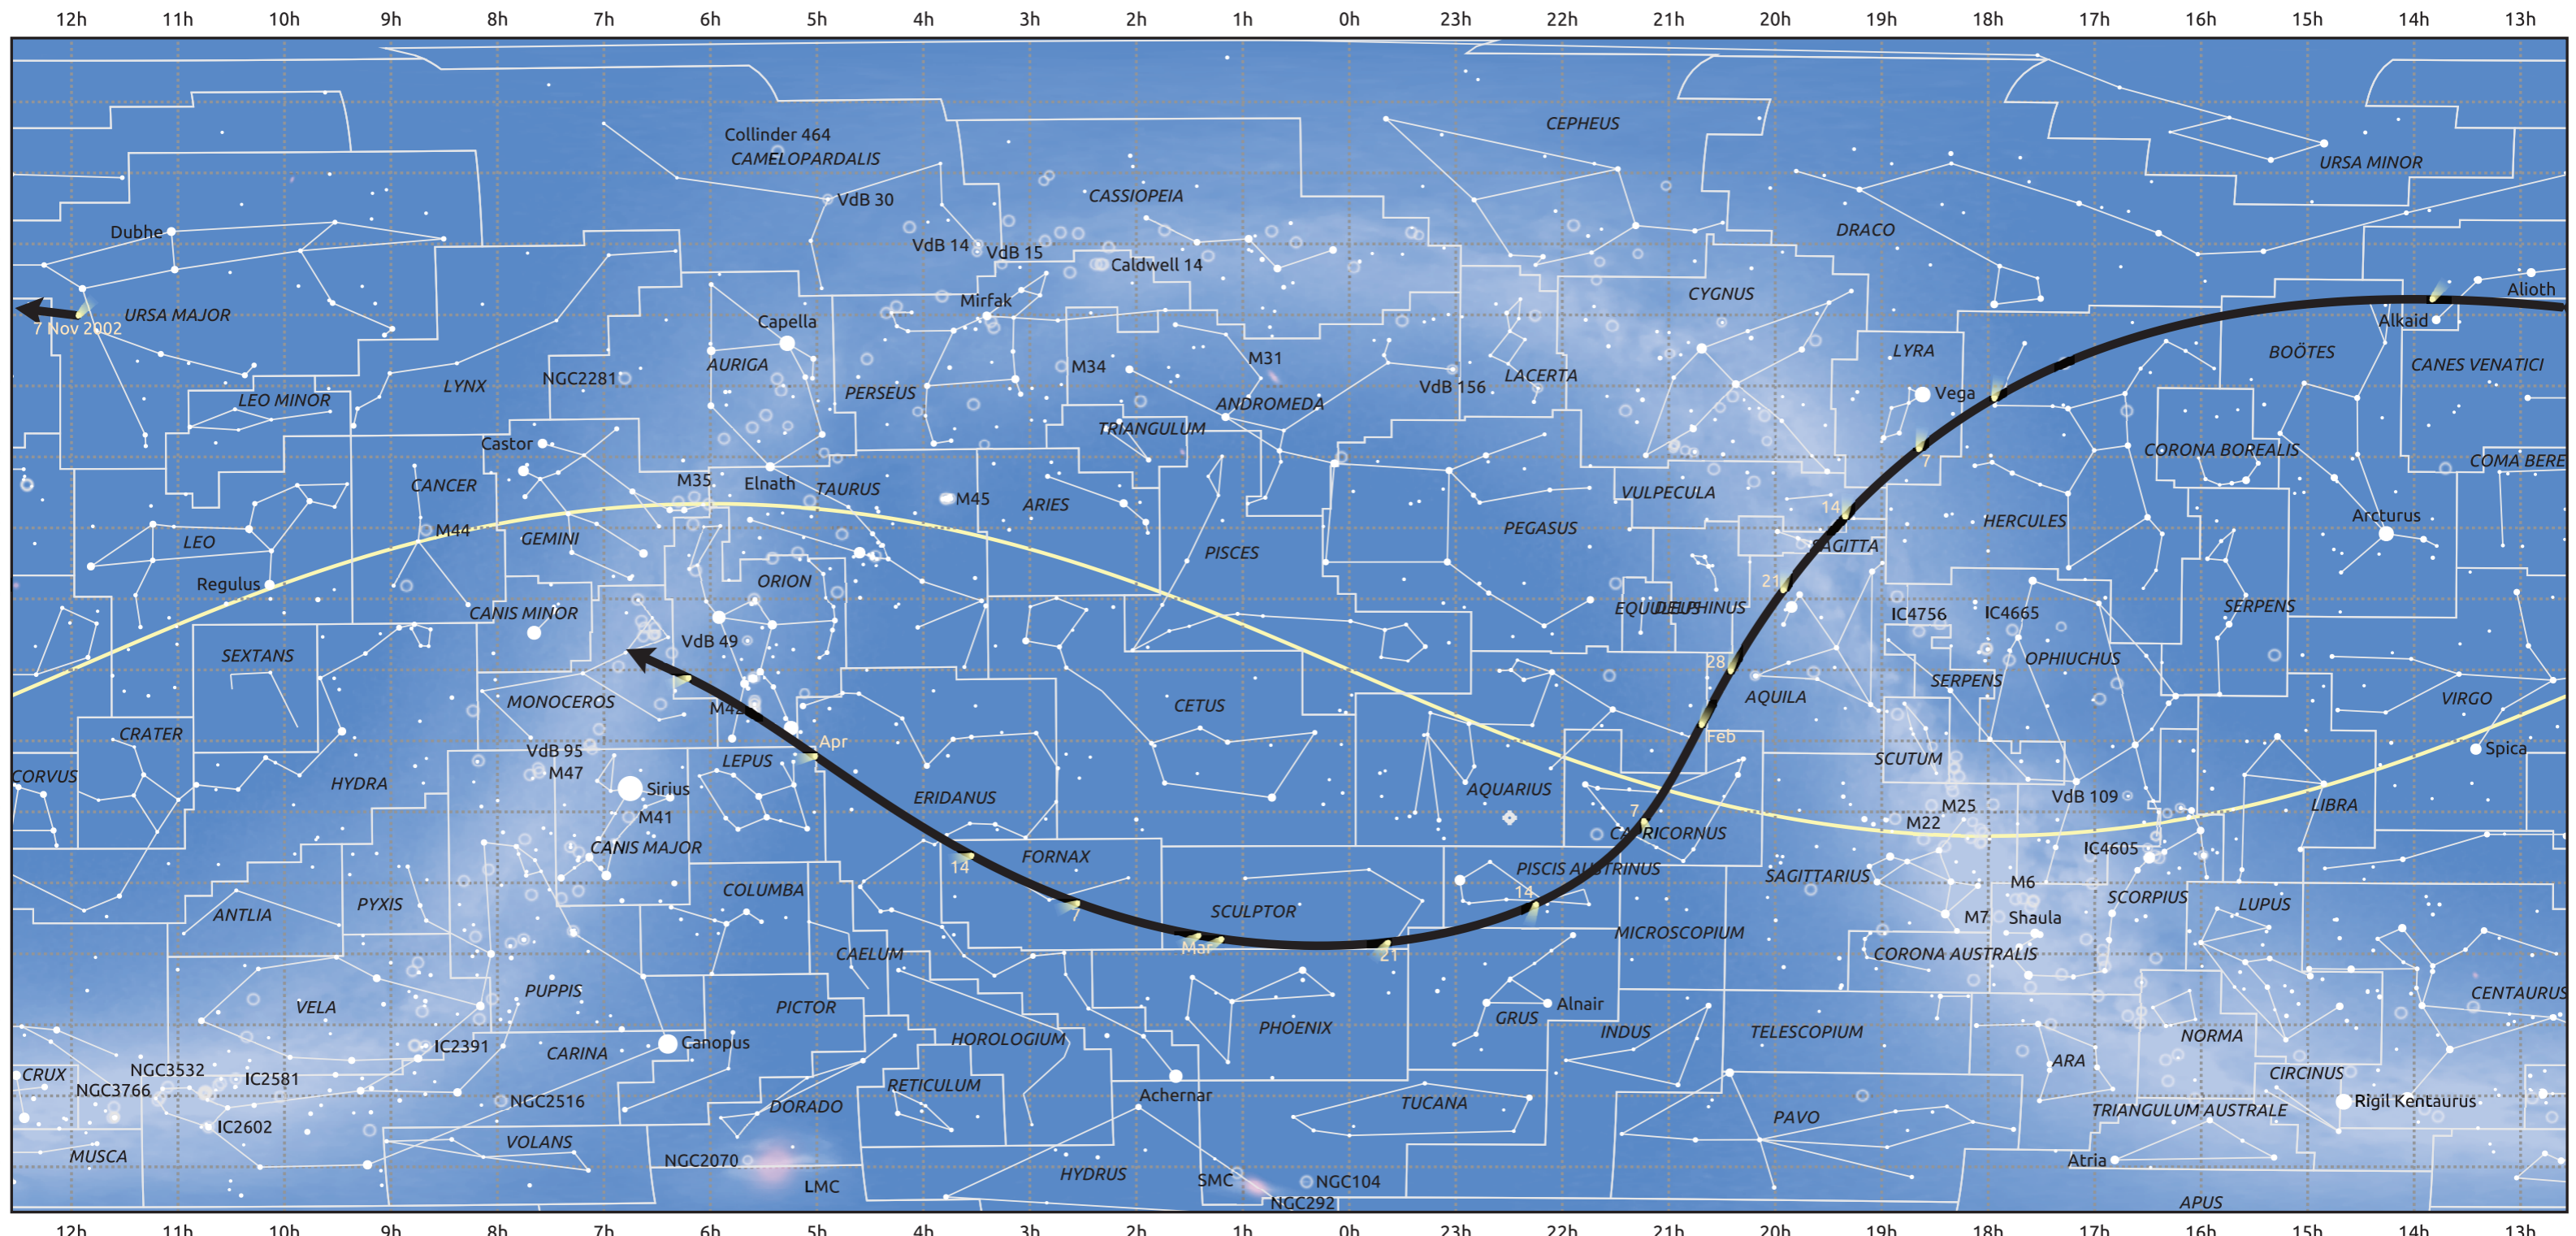 12h 11h 10h 9h 8h 7h 6h 5h 4h 3h 2h 1h 0h 23h 22h 21h 20h 19h 18h 17h 16h 15h 14h 13h
CEPHEUS
Collinder 464
CAMELOPARDALIS
URSA MINOR
CASSIOPEIA
VdB 30
Dubhe
DRACO
VdB 14
VdB 15
Caldwell 14
Alioth
CYGNUS
Mirfak
URSA MAJOR
7 Nov 2002
Capella
Alkaid
LYRA
BOÖTES
M31
AURIGA
M34
CANES VENATICI
NGC2281
LACERTA
LYNX
VdB 156
PERSEUS
Vega
LEO MINOR
ANDROMEDA
TRIANGULUM
Castor
CORONA BOREALIS
7
COMA BERE
M35
Elnath
CANCER
TAURUS
VULPECULA
M45
ARIES
14
Arcturus
HERCULES
M44
PEGASUS
GEMINI
LEO
SAGITTA
PISCES
Regulus
ORION
21
EQUULEUS
DELPHINUS
SERPENS
CANIS MINOR
IC4756
IC4665
VdB 49
SEXTANS
28
OPHIUCHUS
SERPENS
AQUILA
VIRGO
MONOCEROS
CETUS
M42
CRATER
Feb
Apr
VdB 95
Spica
LEPUS
SCUTUM
M47
CORVUS
HYDRA
Sirius
AQUARIUS
ERIDANUS
VdB 109
LIBRA
M25
7
M41
M22
CAPRICORNUS
CANIS MAJOR
IC4605
FORNAX
14
PISCIS AUSTRINUS
SAGITTARIUS
M6
COLUMBA
14
SCORPIUS
PYXIS
LUPUS
ANTLIA
SCULPTOR
7
M7
Shaula
MICROSCOPIUM
Mar
21
CAELUM
CORONA AUSTRALIS
PUPPIS
CENTAURUS
VELA
PICTOR
Alnair
GRUS
PHOENIX
INDUS
TELESCOPIUM
NORMA
HOROLOGIUM
Canopus
IC2391
CARINA
ARA
NGC3532
CRUX
IC2581
CIRCINUS
RETICULUM
NGC3766
Achernar
NGC2516
TUCANA
Rigil Kentaurus
DORADO
TRIANGULUM AUSTRALE
PAVO
IC2602
VOLANS
MUSCA
NGC2070
Atria
HYDRUS
SMC
NGC104
LMC
NGC292
APUS
12h 11h 10h 9h 8h 7h 6h 5h 4h 3h 2h 1h 0h 23h 22h 21h 20h 19h 18h 17h 16h 15h 14h 13h